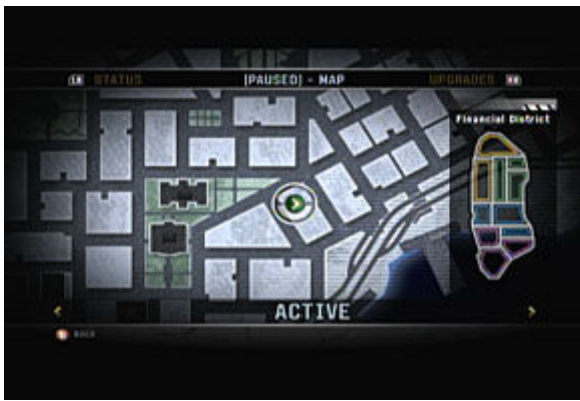 LB STATUS [PAUSED] - MAP UPGRADES RB
Financial District
ACTIVE
B BACK